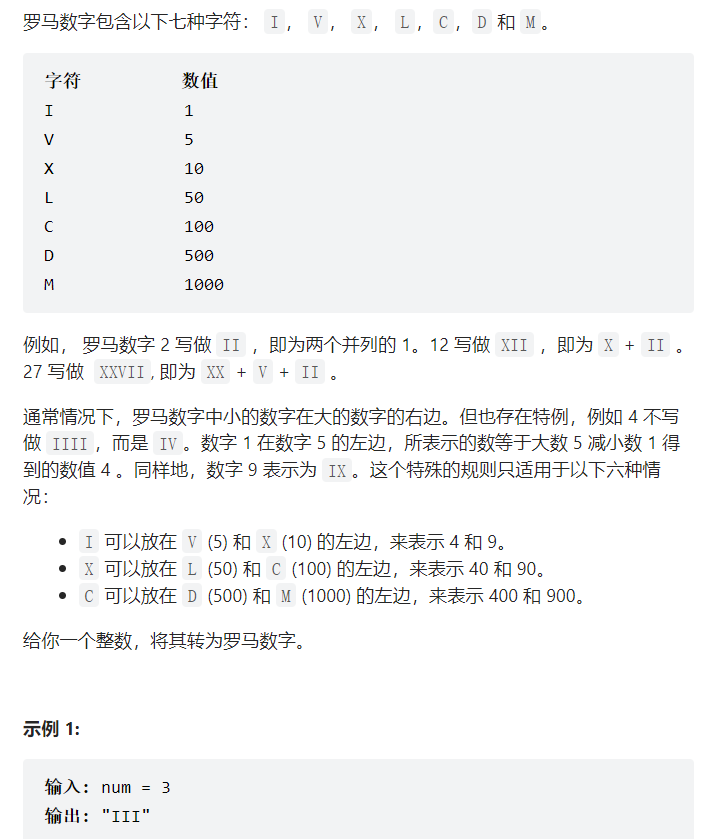 罗马数字包含以下七种字符： I， V， X， L，C，D 和 M。
字符 数值
I 1
V 5
X 10
L 50
C 100
D 500
M 1000
例如， 罗马数字 2 写做 II ，即为两个并列的 1。12 写做 XII ，即为 X + II 。
27 写做 XXVII, 即为 XX + V + II 。
通常情况下，罗马数字中小的数字在大的数字的右边。但也存在特例，例如 4 不写
做 IIII，而是 IV。数字 1 在数字 5 的左边，所表示的数等于大数 5 减小数 1 得
到的数值 4 。同样地，数字 9 表示为 IX。这个特殊的规则只适用于以下六种情
况：
• I 可以放在 V (5) 和 X (10) 的左边，来表示 4 和 9。
• X 可以放在 L (50) 和 C (100) 的左边，来表示 40 和 90。
• C 可以放在 D (500) 和 M (1000) 的左边，来表示 400 和 900。
给你一个整数，将其转为罗马数字。
示例 1:
输入: num = 3
输出: "III"